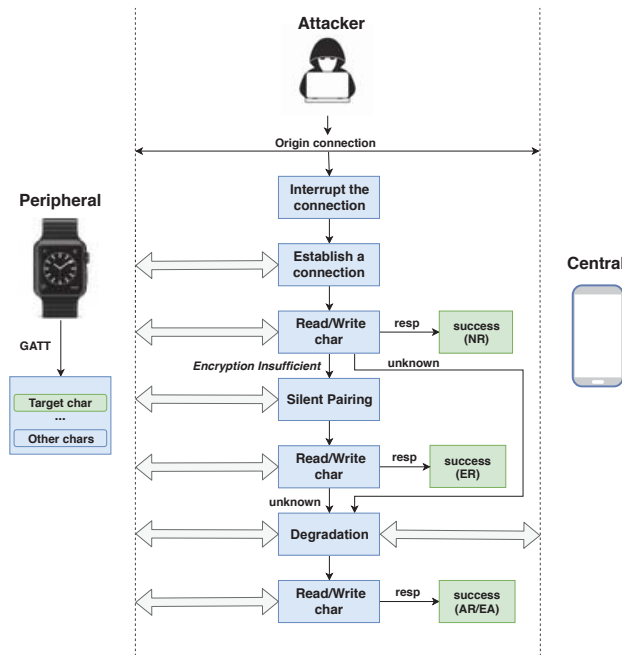 Attacker
Origin connection
Interrupt the
connection
Peripheral
Establish a
connection
Central
Read/Write
char
resp
success
(NR)
GATT
Encryption Insufficient
unknown
Target char
...
Other chars
Silent Pairing
Read/Write
char
resp
success
(ER)
unknown
Degradation
Read/Write
char
resp
success
(AR/EA)